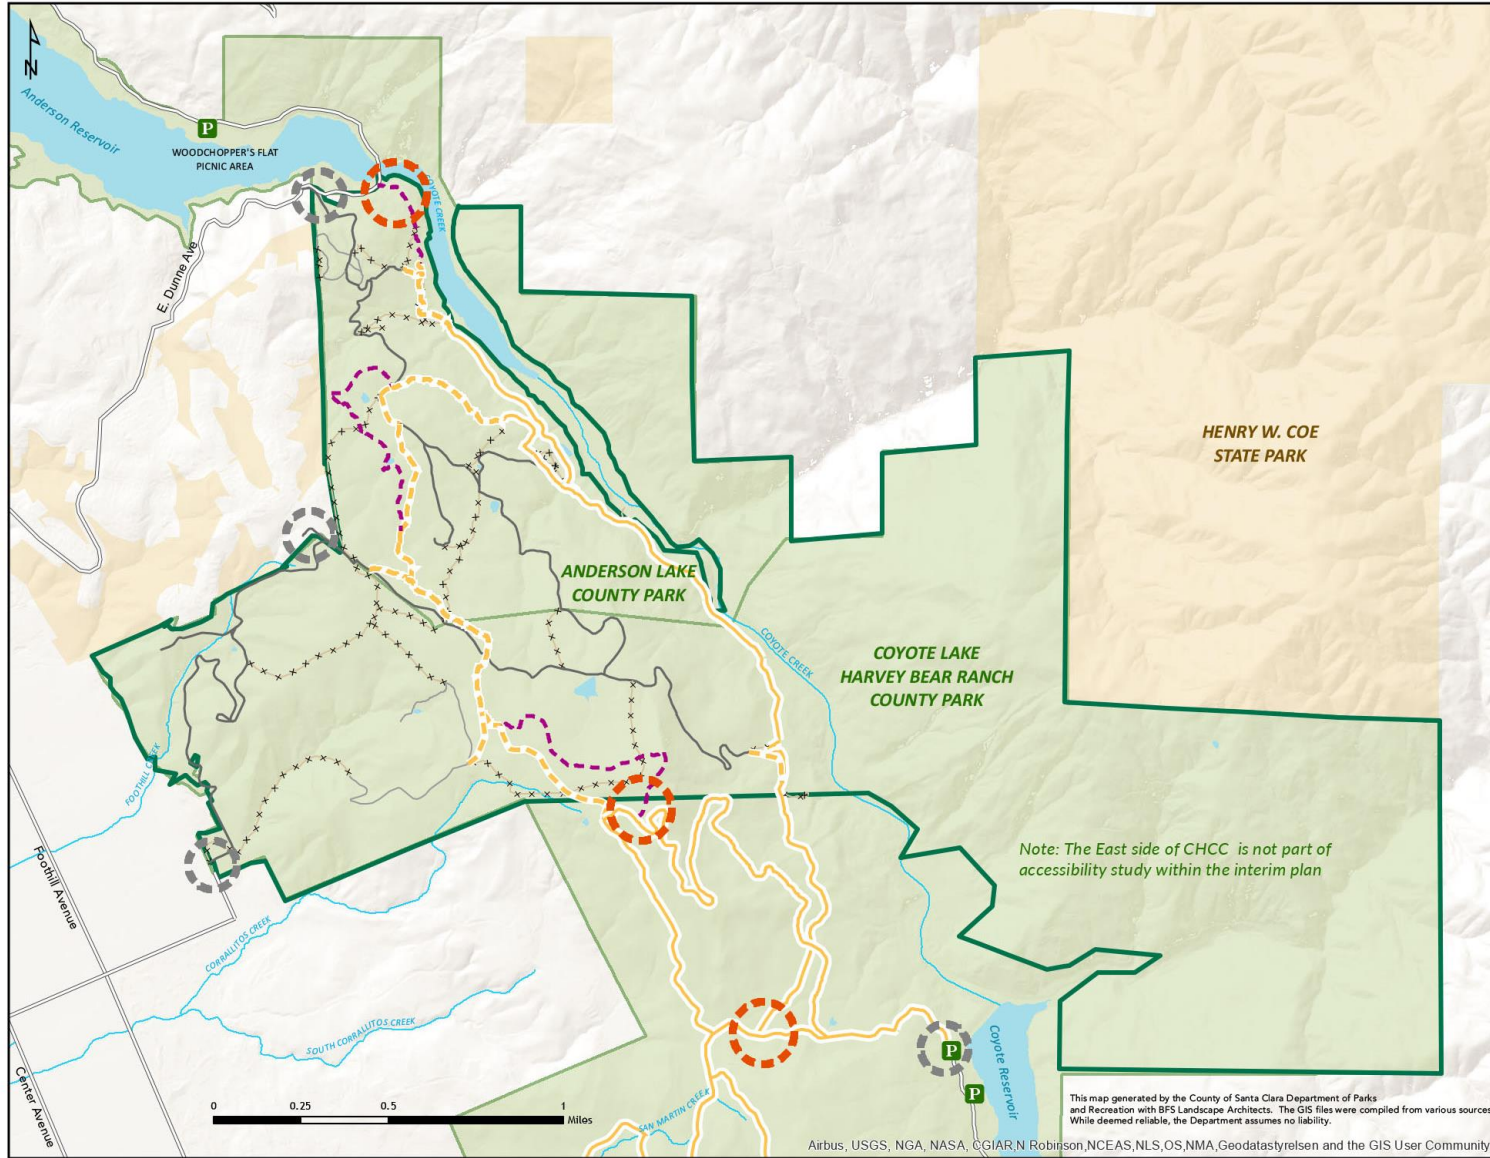 N
Anderson Reservoir
P
WOODCHOPPER'S FLAT
PICNIC AREA
COYOTE CREEK
E. Dunne Ave
HENRY W. COE
STATE PARK
ANDERSON LAKE
COUNTY PARK
COYOTE CREEK
COYOTE LAKE
HARVEY BEAR RANCH
COUNTY PARK
FOOTHILL CREEK
Foothill Avenue
Note: The East side of CHCC is not part of
accessibility study within the interim plan
CORRALLITOS CREEK
SOUTH CORRALLITOS CREEK
Center Avenue
P
Coyote Reservoir
P
0 0.25 0.5 1
Miles
SAN MARTIN CREEK
This map generated by the County of Santa Clara Department of Parks
and Recreation with BFS Landscape Architects. The GIS files were compiled from various sources
While deemed reliable, the Department assumes no liability.
Airbus, USGS, NGA, NASA, CGIAR,N Robinson,NCEAS,NLS,OS,NMA,Geodatastyrelsen and the GIS User Community